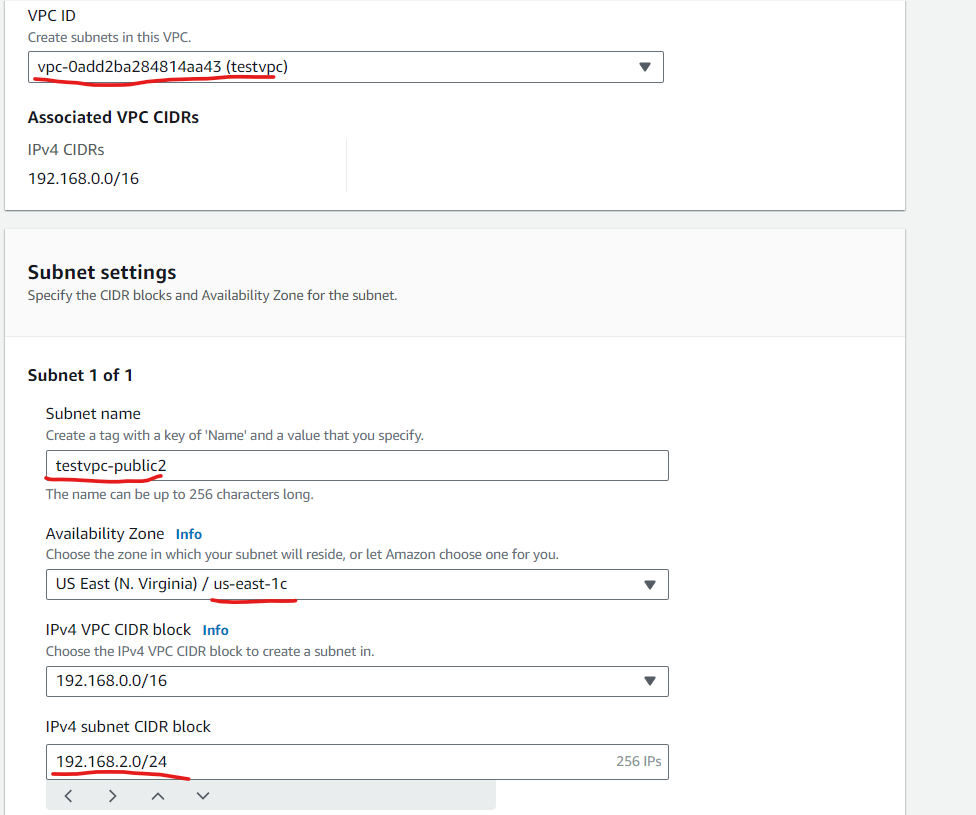 VPC ID
Create subnets in this VPC.
vpc-0add2ba284814aa43 (testvpc)
Associated VPC CIDRs
IPv4 CIDRs
192.168.0.0/16
Subnet settings
Specify the CIDR blocks and Availability Zone for the subnet.
Subnet 1 of 1
Subnet name
Create a tag with a key of 'Name' and a value that you specify.
testvpc-public2
The name can be up to 256 characters long.
Availability Zone Info
Choose the zone in which your subnet will reside, or let Amazon choose one for you.
US East (N. Virginia) / us-east-1c
IPv4 VPC CIDR block Info
Choose the IPv4 VPC CIDR block to create a subnet in.
192.168.0.0/16
IPv4 subnet CIDR block
192.168.2.0/24 256 IPs